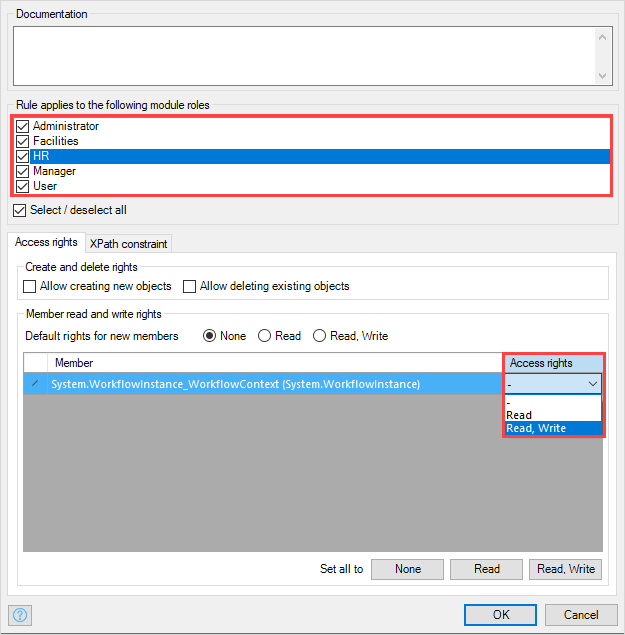 Documentation
Rule applies to the following module roles
Administrator
Facilities
HR
Manager
User
Select / deselect all
Access rights XPath constraint
Create and delete rights
Allow creating new objects Allow deleting existing objects
Member read and write rights
Default rights for new members None Read Read, Write
Member Access rights
System.WorkflowInstance_WorkflowContext (System.WorkflowInstance) -
-
Read
Read, Write
Set all to None Read Read, Write
? OK Cancel